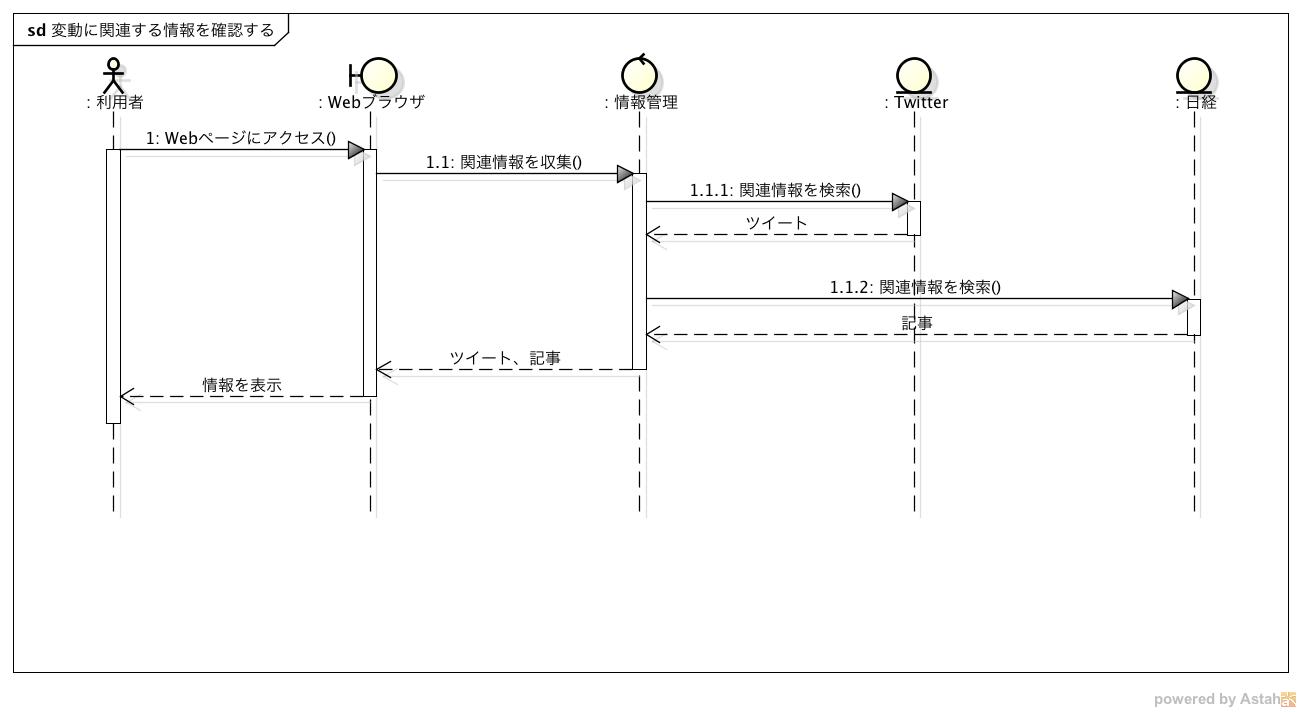 sd 変動に関連する情報を確認する
: 利用者
: Webブラウザ
: 情報管理
: Twitter
: 日経
1: Webページにアクセス()
1.1: 関連情報を収集()
1.1.1: 関連情報を検索()
ツイート
1.1.2: 関連情報を検索()
記事
ツイート、記事
情報を表示
powered by Astah